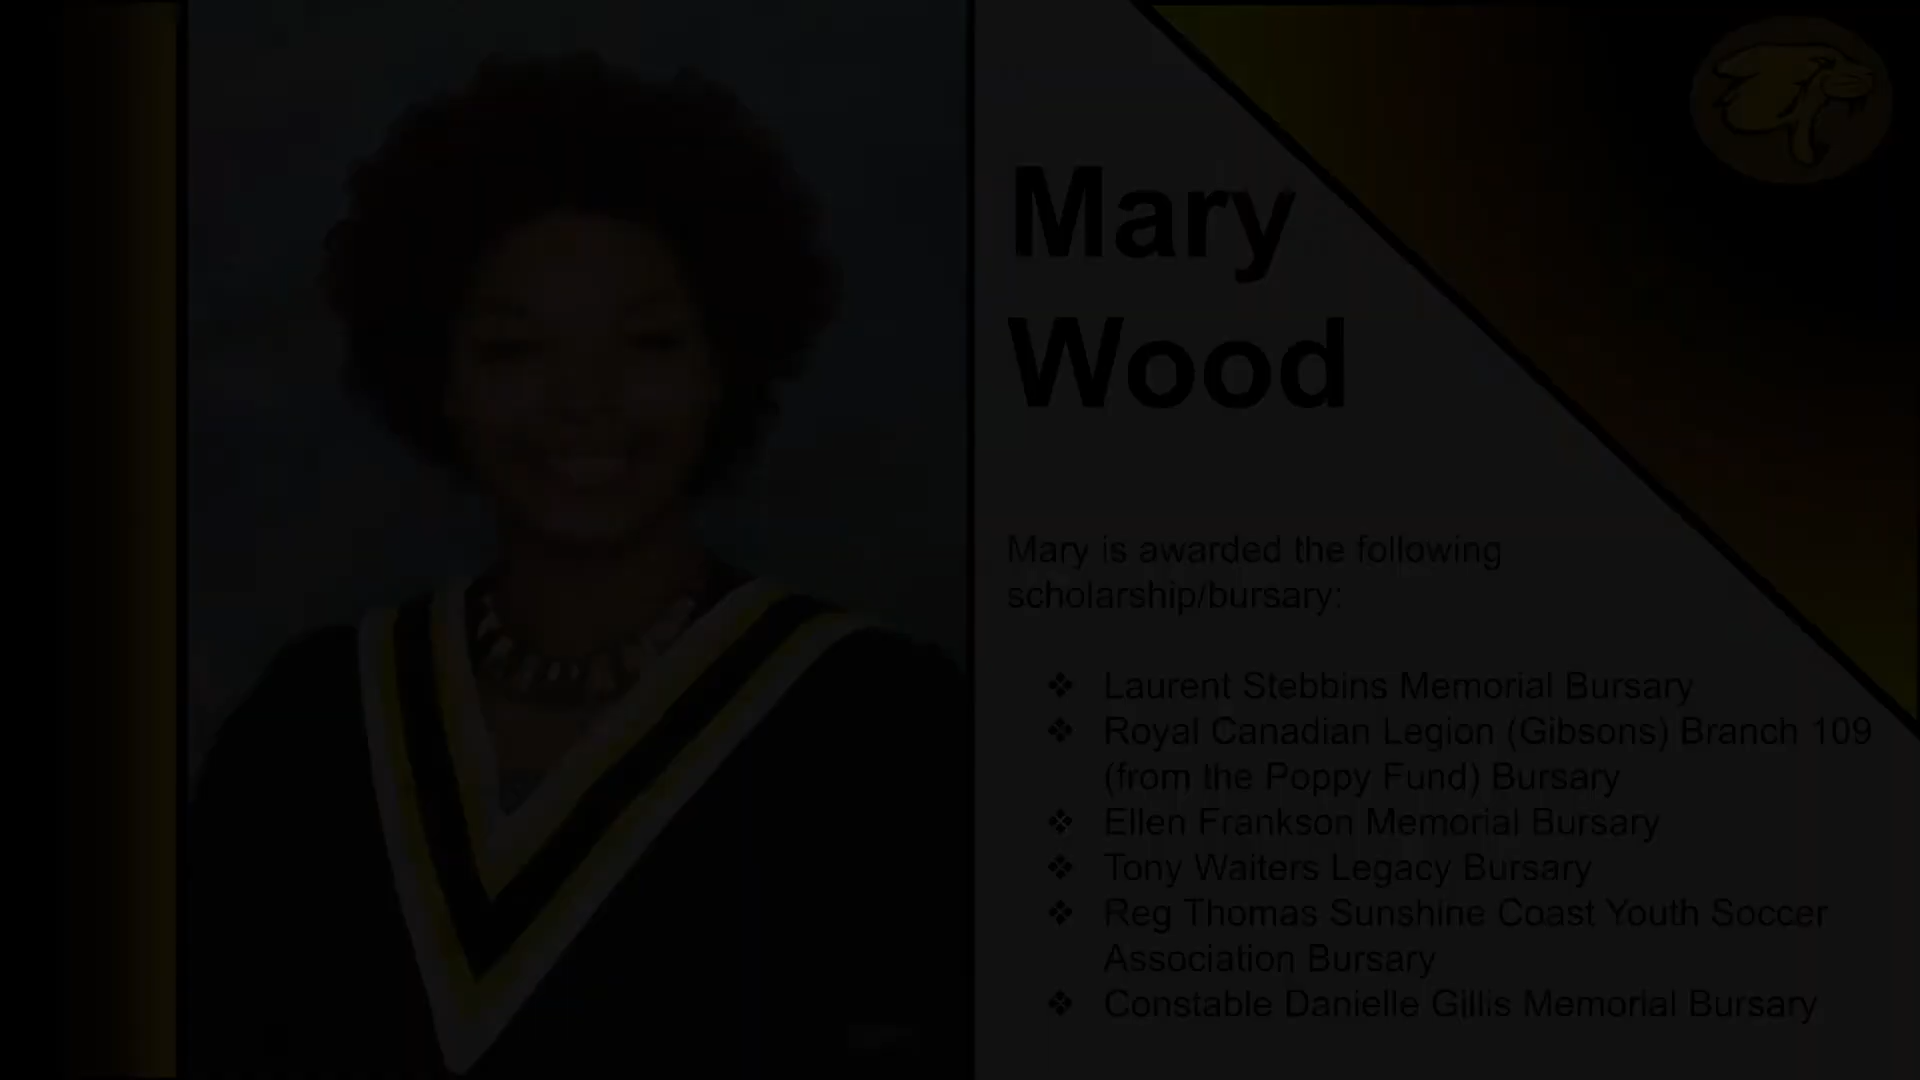 Mary
Wood
Mary is awarded the following
scholarship/bursary:
❖ Laurent Stebbins Memorial Bursary
❖ Royal Canadian Legion (Gibsons) Branch 109
(from the Poppy Fund) Bursary
❖ Ellen Frankson Memorial Bursary
❖ Tony Waiters Legacy Bursary
❖ Reg Thomas Sunshine Coast Youth Soccer
Association Bursary
❖ Constable Danielle Gillis Memorial Bursary